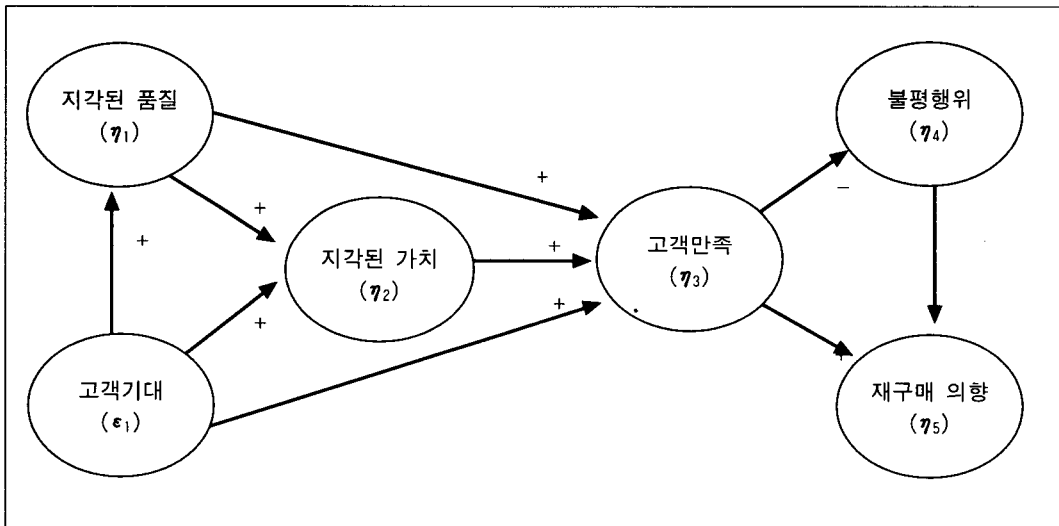 지각된 품질
(η₁)
불평행위
(η₄)
+
+
−
지각된 가치
(η₂)
+
고객만족
(η₃)
+
+
+
고객기대
(ε₁)
+
재구매 의향
(η₅)